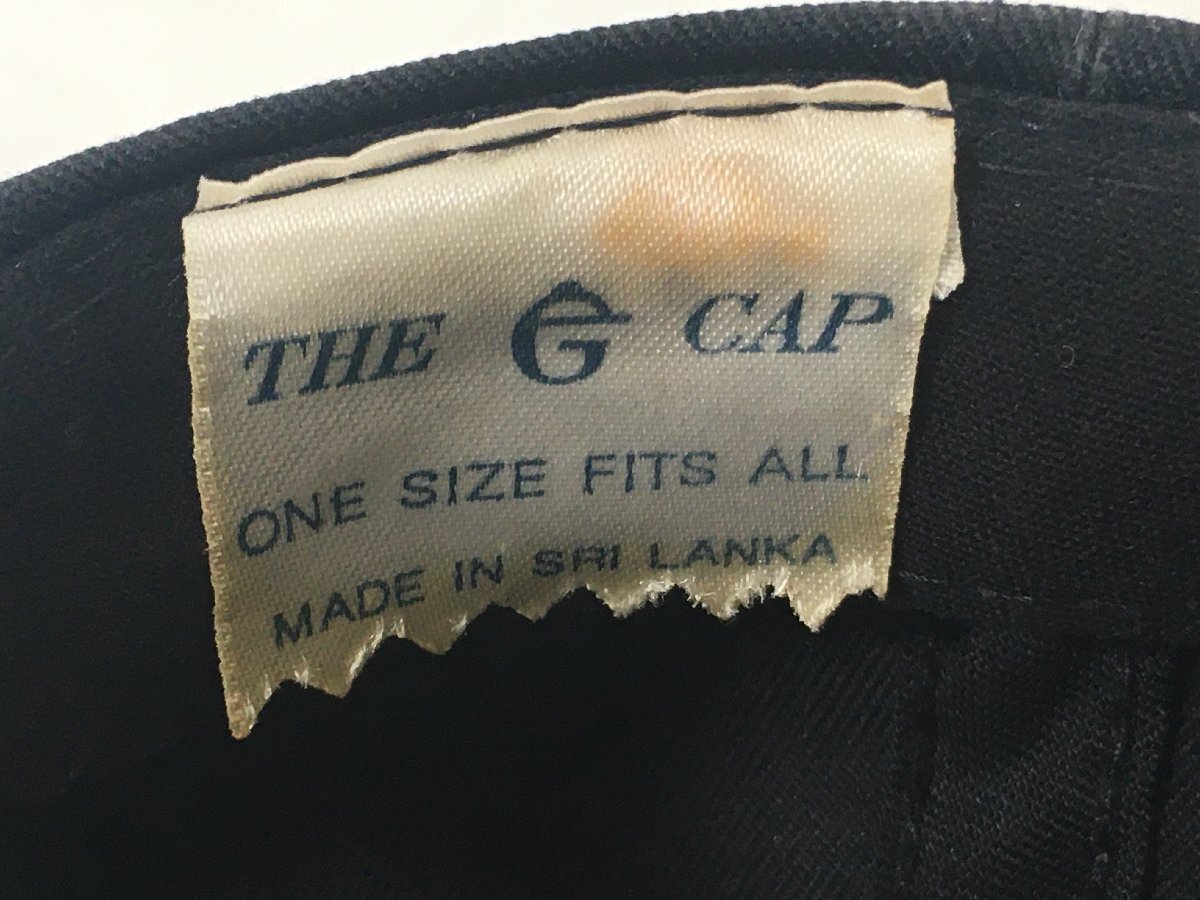 THE G CAP
ONE SIZE FITS ALL
MADE IN SRI LANKA